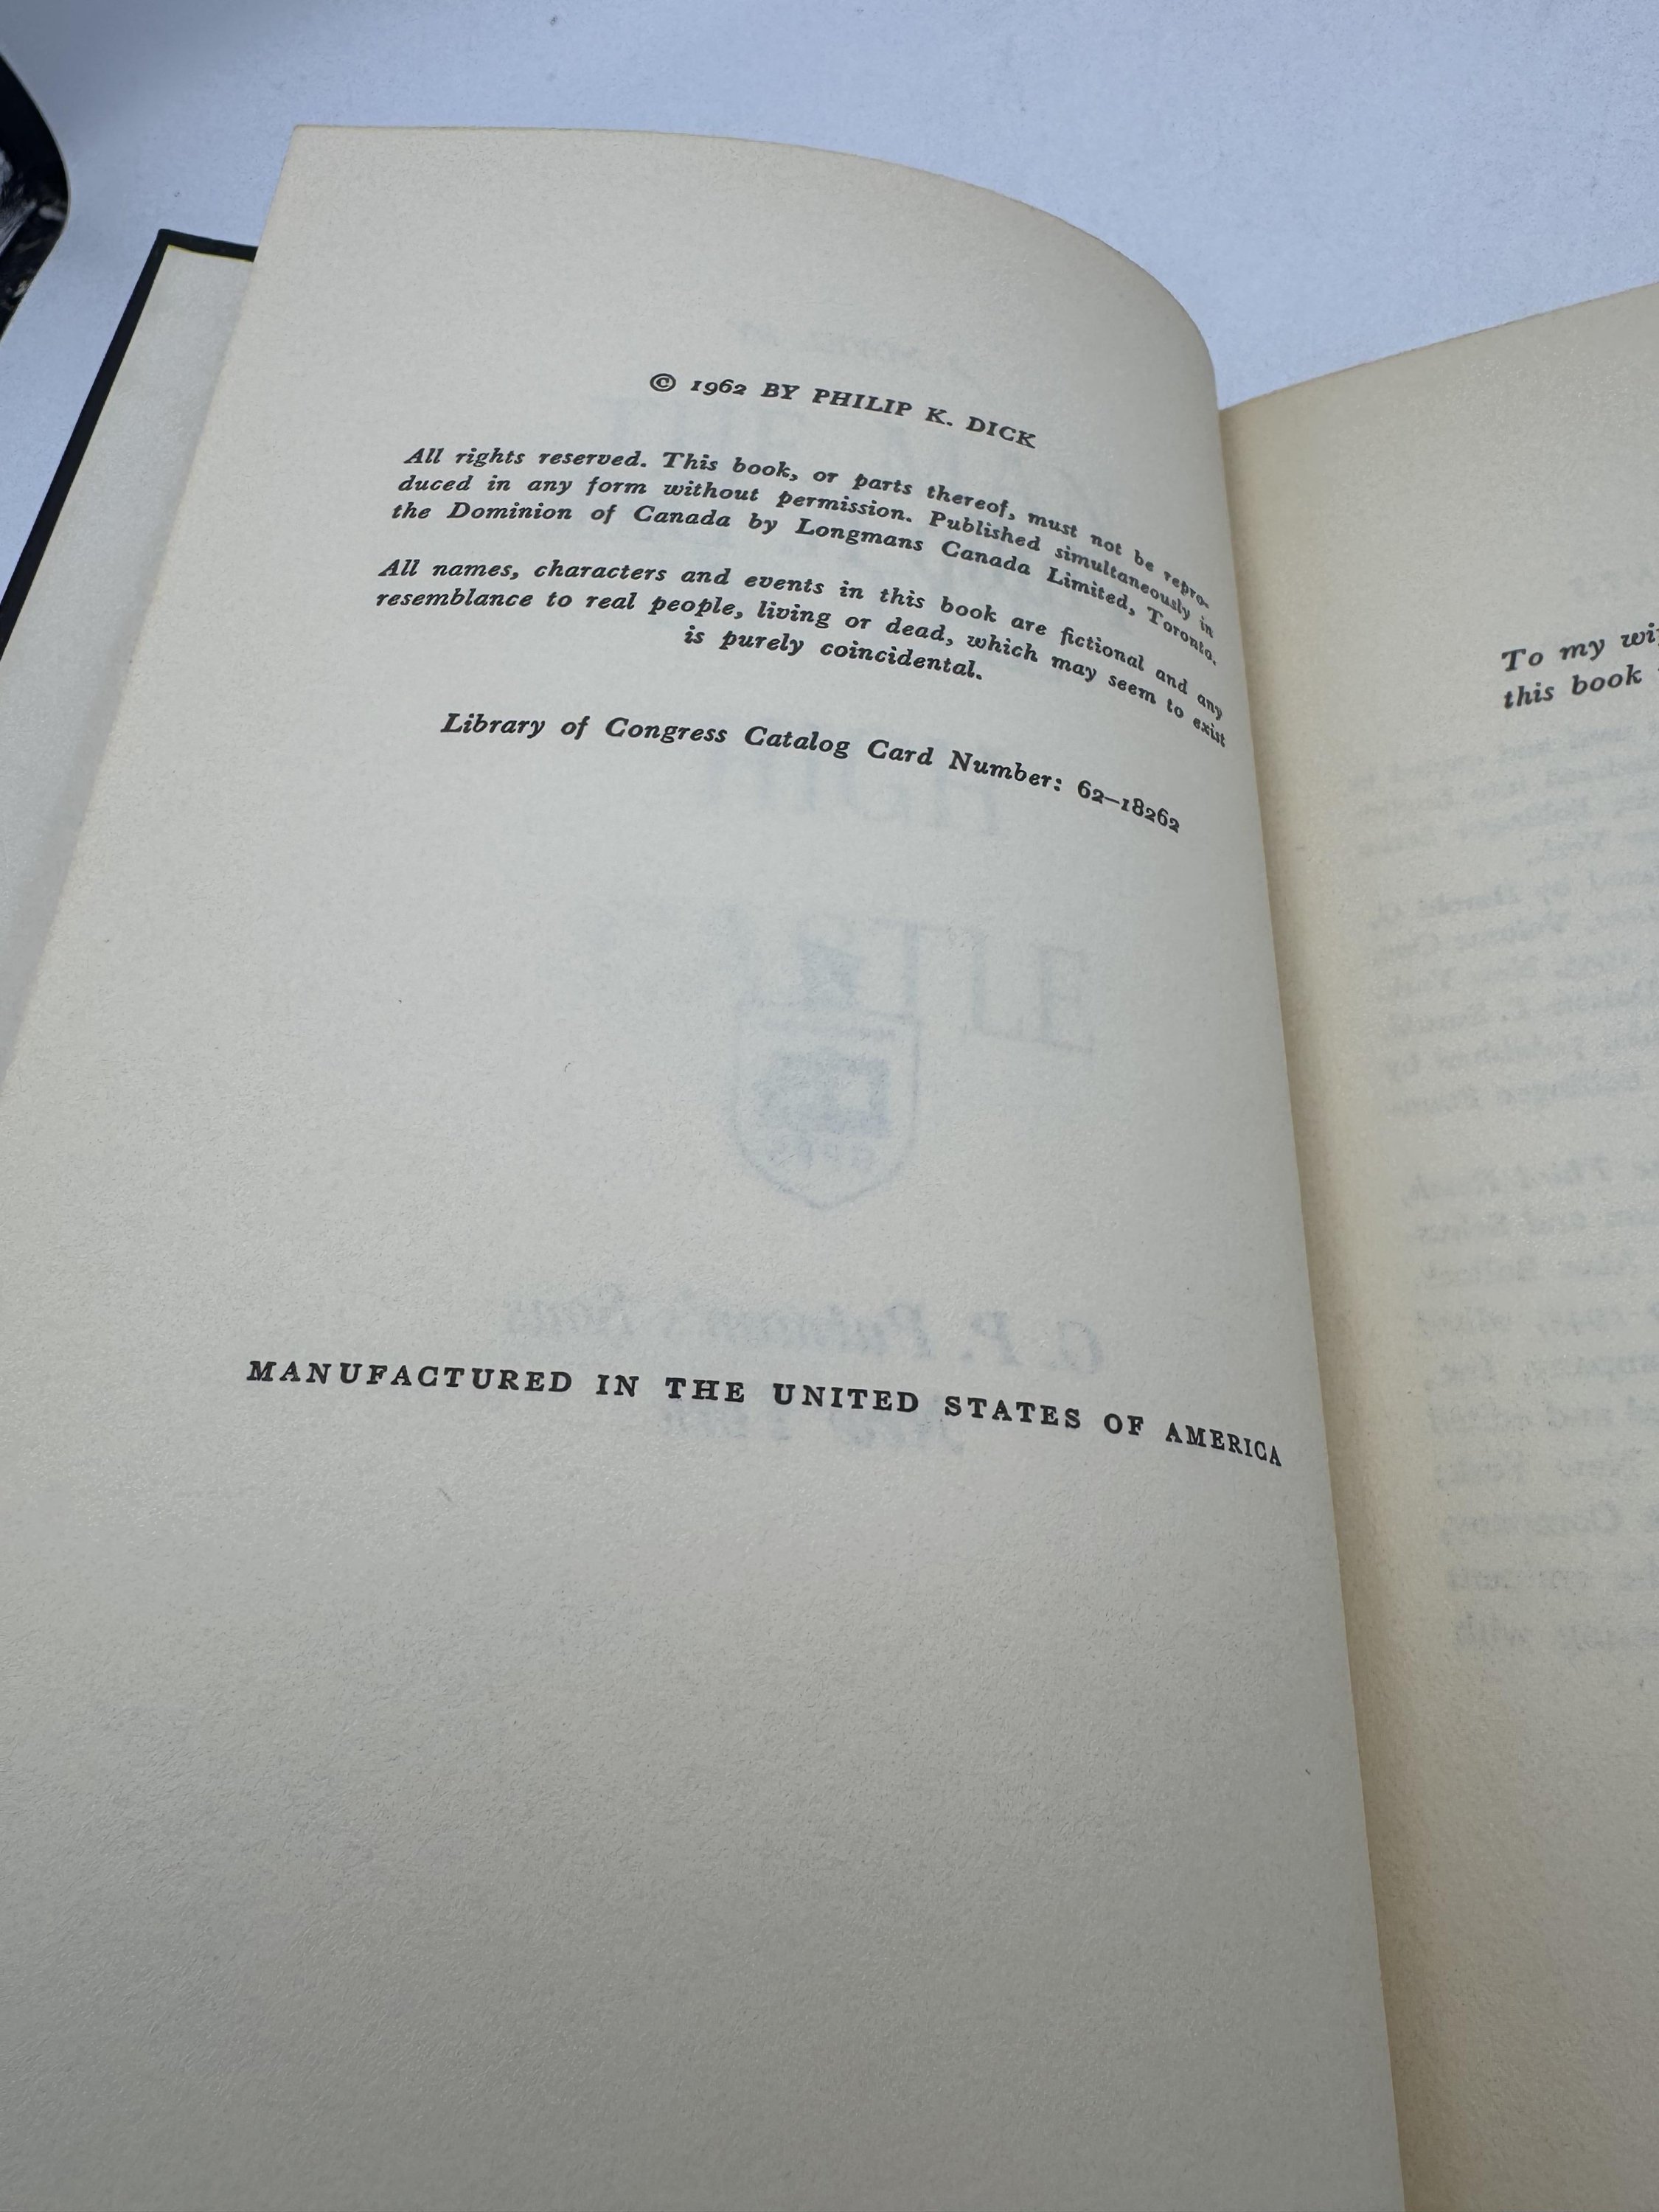 © 1962 BY PHILIP K. DICK
All rights reserved. This book, or parts thereof, must not be repro-
duced in any form without permission. Published simultaneously in
the Dominion of Canada by Longmans Canada Limited, Toronto.
All names, characters and events in this book are fictional and any
resemblance to real people, living or dead, which may seem to exist
is purely coincidental.
Library of Congress Catalog Card Number: 62–18262
G. P. Putnam's Sons
MANUFACTURED IN THE UNITED STATES OF AMERICA
To my
this book